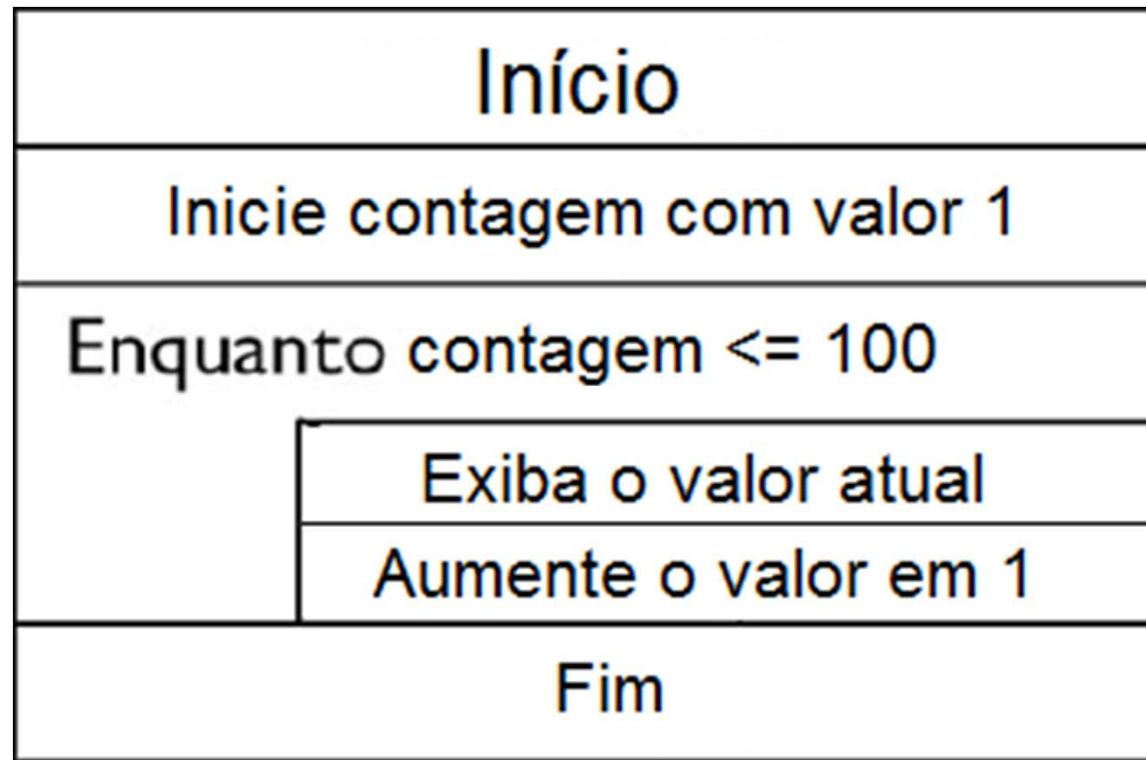 Início
Inicie contagem com valor 1
Enquanto contagem <= 100
Exiba o valor atual
Aumente o valor em 1
Fim